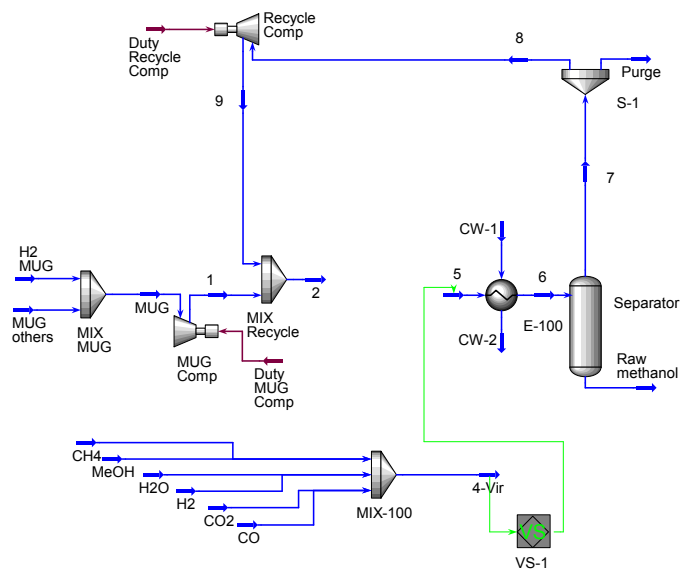 Recycle
Comp
Duty
Recycle
Comp
8
Purge
S-1
9
7
H2
MUG
MUG
others
MIX
MUG
MUG
1
MUG
Comp
MIX
Recycle
2
Duty
MUG
Comp
CW-1
5
6
E-100
CW-2
Separator
Raw
methanol
CH4
MeOH
H2O
H2
CO2
CO
MIX-100
4-Vir
VS
VS-1